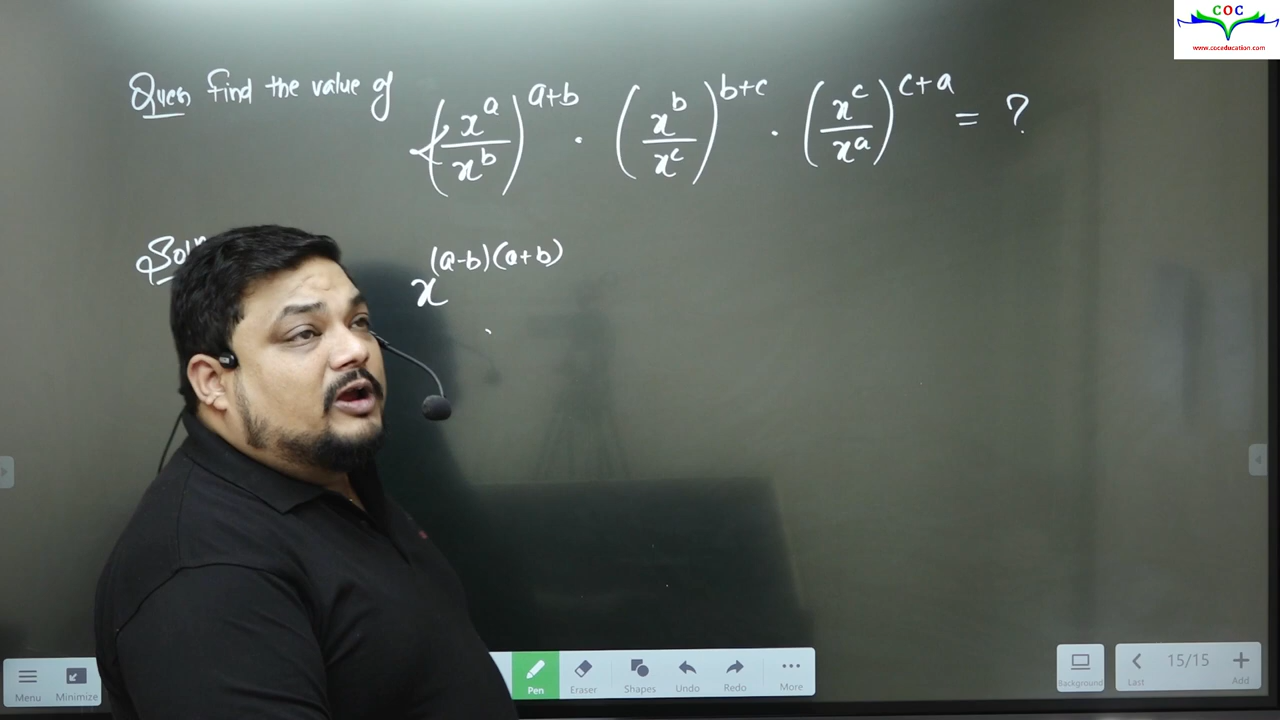 COC
www.coceducation.com
Ques Find the value of (x^a/x^b)^(a+b) · (x^b/x^c)^(b+c) · (x^c/x^a)^(c+a) = ?
x^(a-b)(a+b)
Menu Minimize Pen Eraser Shapes Undo Redo More Background Last 15/15 Add